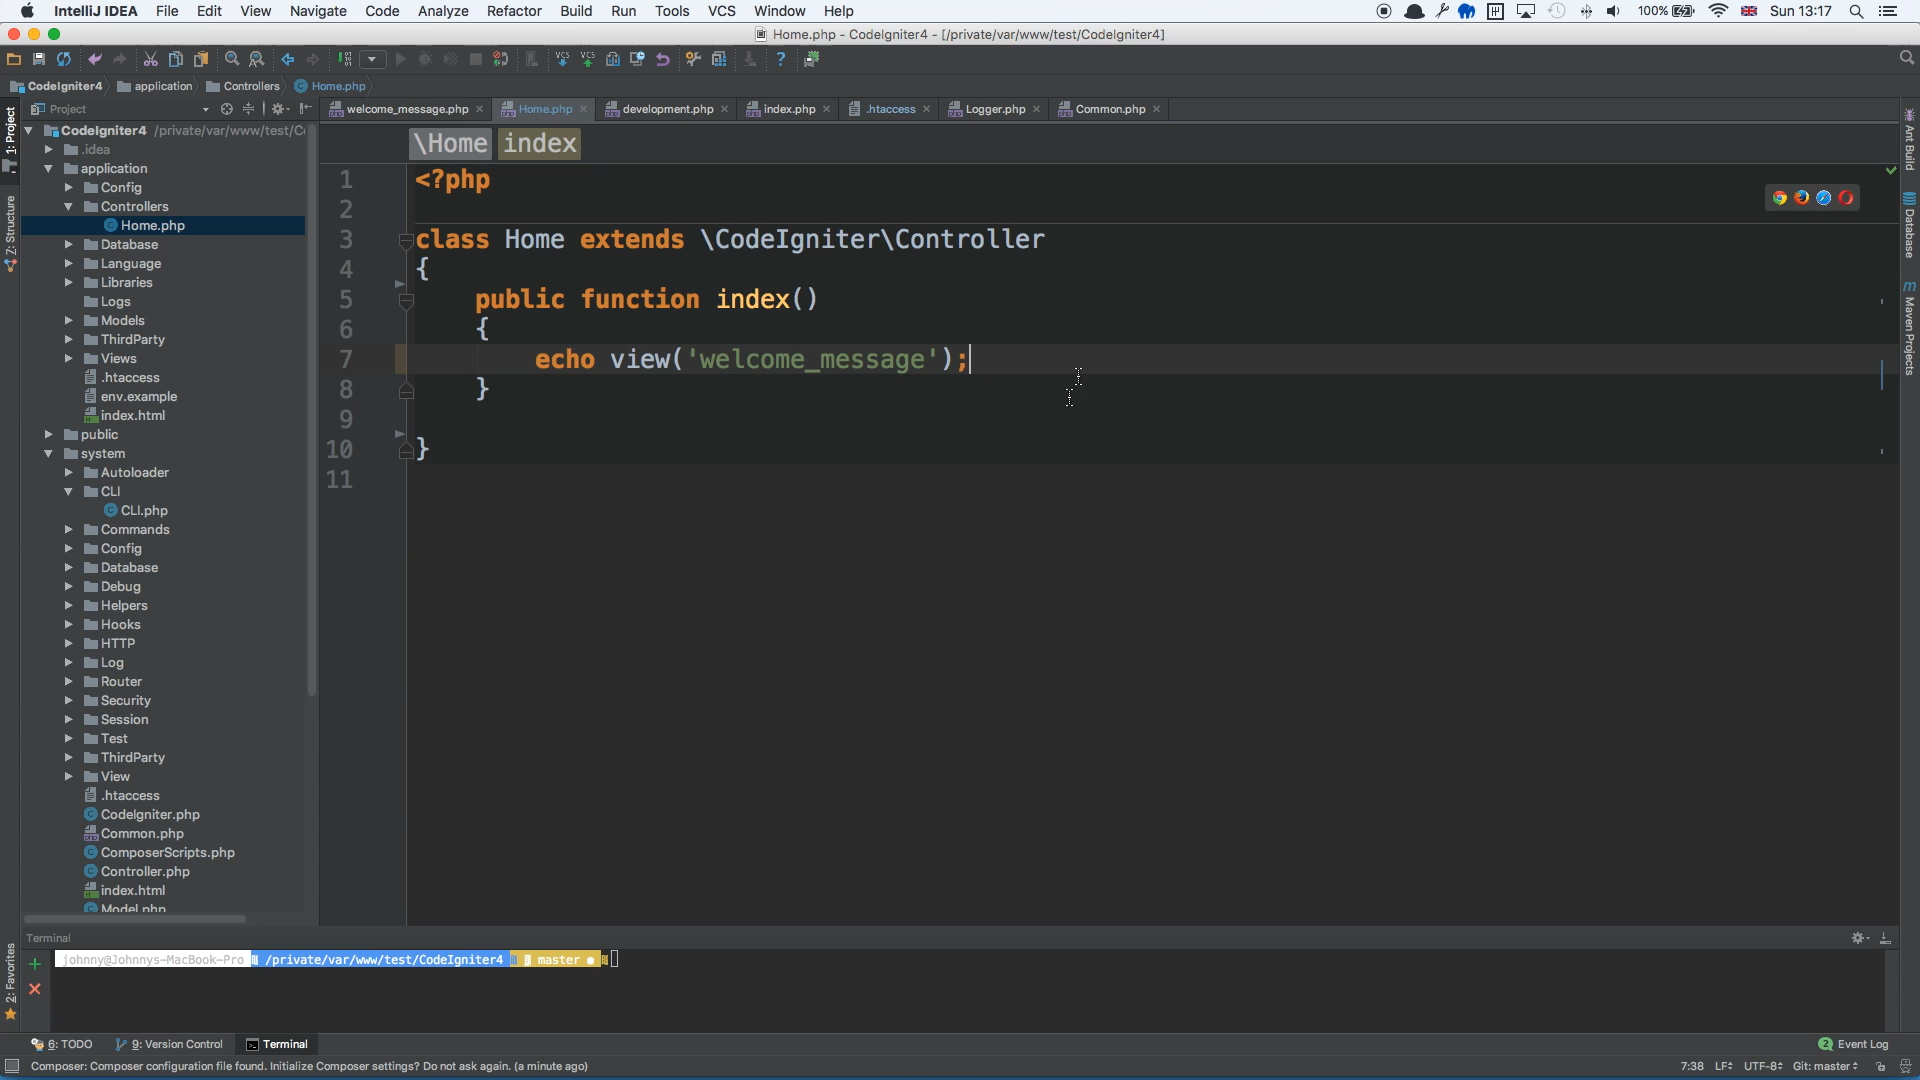 IntelliJ IDEA File Edit View Navigate Code Analyze Refactor Build Run Tools VCS Window Help 100% Sun 13:17
Home.php - CodeIgniter4 - [/private/var/www/test/CodeIgniter4]
CodeIgniter4 application Controllers Home.php
Project
welcome_message.php Home.php development.php index.php .htaccess Logger.php Common.php
1: Project
Z: Structure
2: Favorites
CodeIgniter4 /private/var/www/test/C
.idea
application
Config
Controllers
Home.php
Database
Language
Libraries
Logs
Models
ThirdParty
Views
.htaccess
env.example
index.html
public
system
Autoloader
CLI
CLI.php
Commands
Config
Database
Debug
Helpers
Hooks
HTTP
Log
Router
Security
Session
Test
ThirdParty
View
.htaccess
CodeIgniter.php
Common.php
ComposerScripts.php
Controller.php
index.html
Model.php
\Home index
1 <?php
2
3 class Home extends \CodeIgniter\Controller
4 {
5 public function index()
6 {
7 echo view('welcome_message');
8 }
9
10 }
11
Ant Build
Database
Maven Projects
Terminal
johnny@Johnnys-MacBook-Pro /private/var/www/test/CodeIgniter4 master
6: TODO 9: Version Control Terminal 2 Event Log
Composer: Composer configuration file found. Initialize Composer settings? Do not ask again. (a minute ago) 7:38 LF UTF-8 Git: master